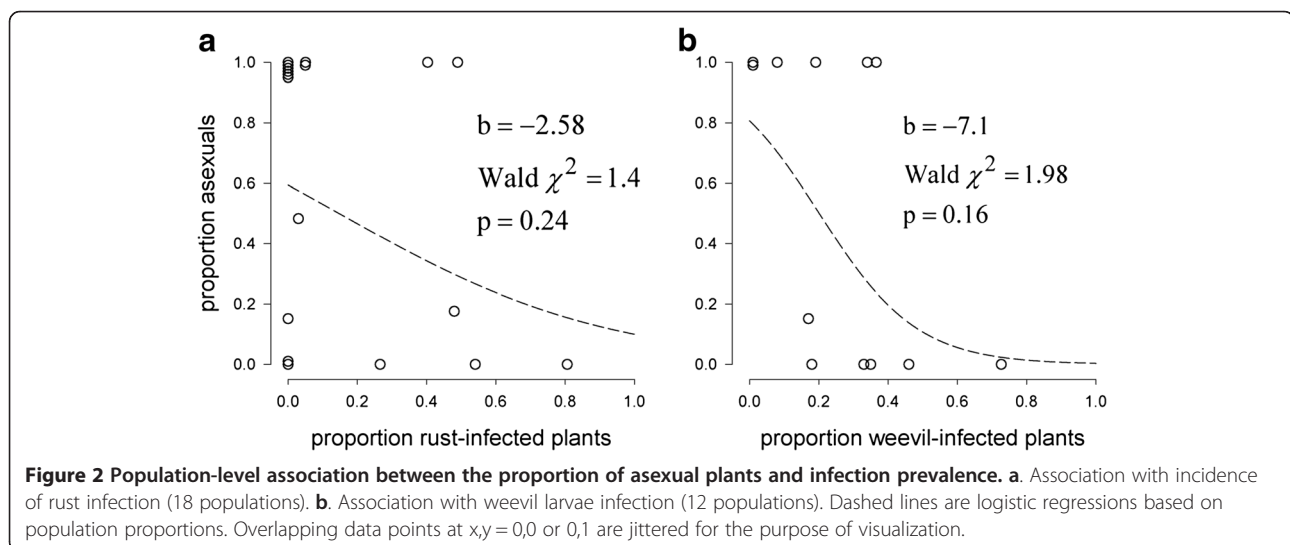 a
1.0
0.8
0.6
0.4
0.2
0.0
proportion asexuals
b = −2.58
Wald χ² = 1.4
p = 0.24
0.0 0.2 0.4 0.6 0.8 1.0
proportion rust-infected plants
b
1.0
0.8
0.6
0.4
0.2
0.0
b = −7.1
Wald χ² = 1.98
p = 0.16
0.0 0.2 0.4 0.6 0.8 1.0
proportion weevil-infected plants
Figure 2 Population-level association between the proportion of asexual plants and infection prevalence. a. Association with incidence
of rust infection (18 populations). b. Association with weevil larvae infection (12 populations). Dashed lines are logistic regressions based on
population proportions. Overlapping data points at x,y = 0,0 or 0,1 are jittered for the purpose of visualization.